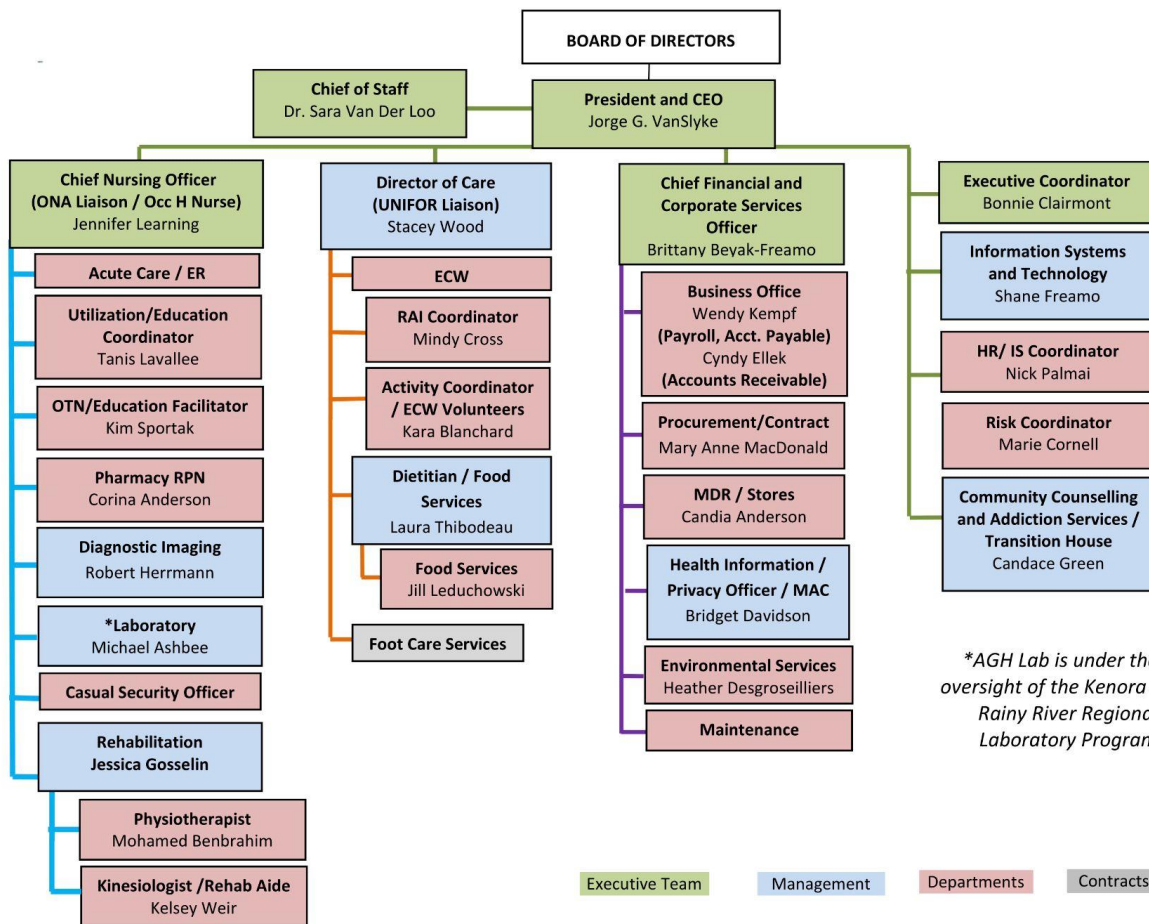 BOARD OF DIRECTORS
Chief of Staff
Dr. Sara Van Der Loo
President and CEO
Jorge G. VanSlyke
Chief Nursing Officer
(ONA Liaison / Occ H Nurse)
Jennifer Learning
Acute Care / ER
Utilization/Education
Coordinator
Tanis Lavallee
OTN/Education Facilitator
Kim Sportak
Pharmacy RPN
Corina Anderson
Diagnostic Imaging
Robert Herrmann
*Laboratory
Michael Ashbee
Casual Security Officer
Rehabilitation
Jessica Gosselin
Physiotherapist
Mohamed Benbrahim
Kinesiologist /Rehab Aide
Kelsey Weir
Director of Care
(UNIFOR Liaison)
Stacey Wood
ECW
RAI Coordinator
Mindy Cross
Activity Coordinator
/ ECW Volunteers
Kara Blanchard
Dietitian / Food
Services
Laura Thibodeau
Food Services
Jill Leduchowski
Foot Care Services
Chief Financial and
Corporate Services
Officer
Brittany Beyak-Freamo
Business Office
Wendy Kempf
(Payroll, Acct. Payable)
Cyndy Ellek
(Accounts Receivable)
Procurement/Contract
Mary Anne MacDonald
MDR / Stores
Candia Anderson
Health Information /
Privacy Officer / MAC
Bridget Davidson
Environmental Services
Heather Desgroseilliers
Maintenance
Executive Coordinator
Bonnie Clairmont
Information Systems
and Technology
Shane Freamo
HR/ IS Coordinator
Nick Palmai
Risk Coordinator
Marie Cornell
Community Counselling
and Addiction Services /
Transition House
Candace Green
*AGH Lab is under the
oversight of the Kenora
Rainy River Regiona
Laboratory Program
Executive Team
Management
Departments
Contracts